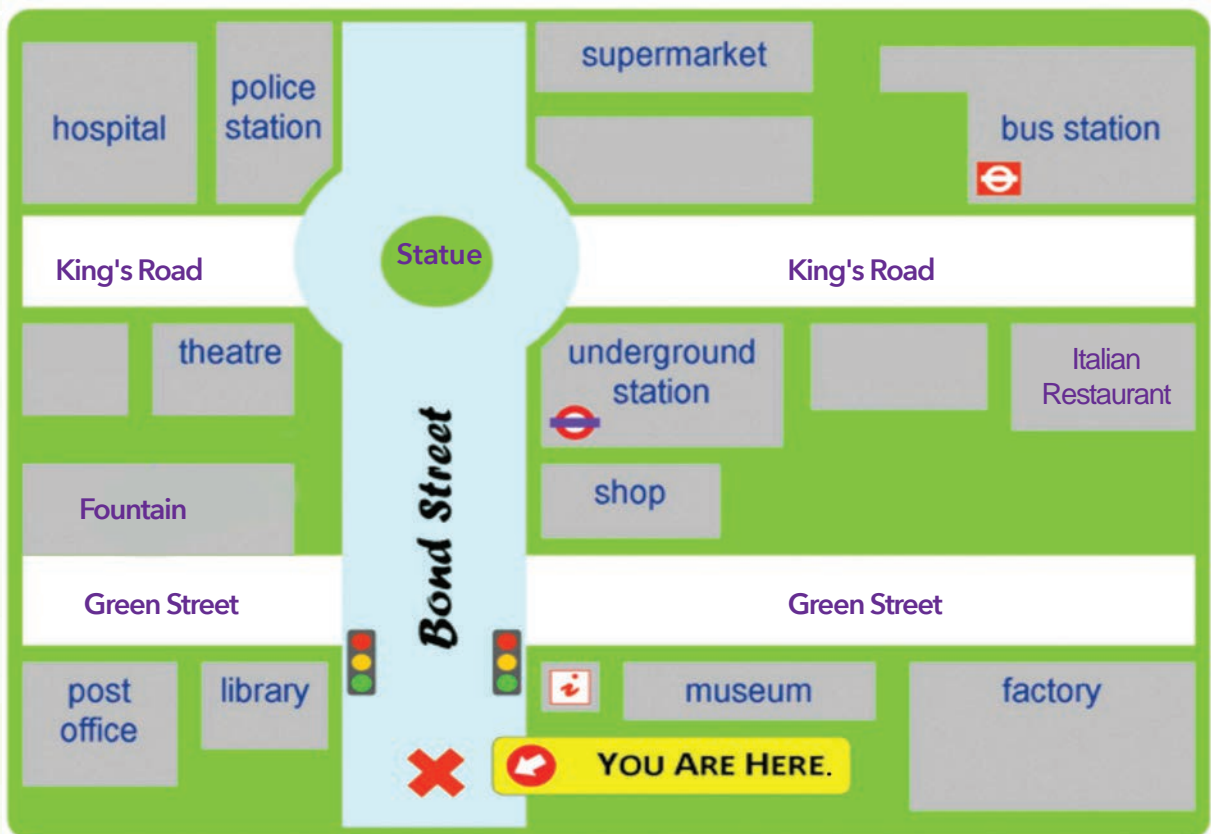 supermarket
police
station
hospital
bus station
Statue
King's Road
King's Road
theatre
underground
station
Italian
Restaurant
Bond Street
Fountain
shop
Green Street
Green Street
post
office
library
i
museum
factory
YOU ARE HERE.